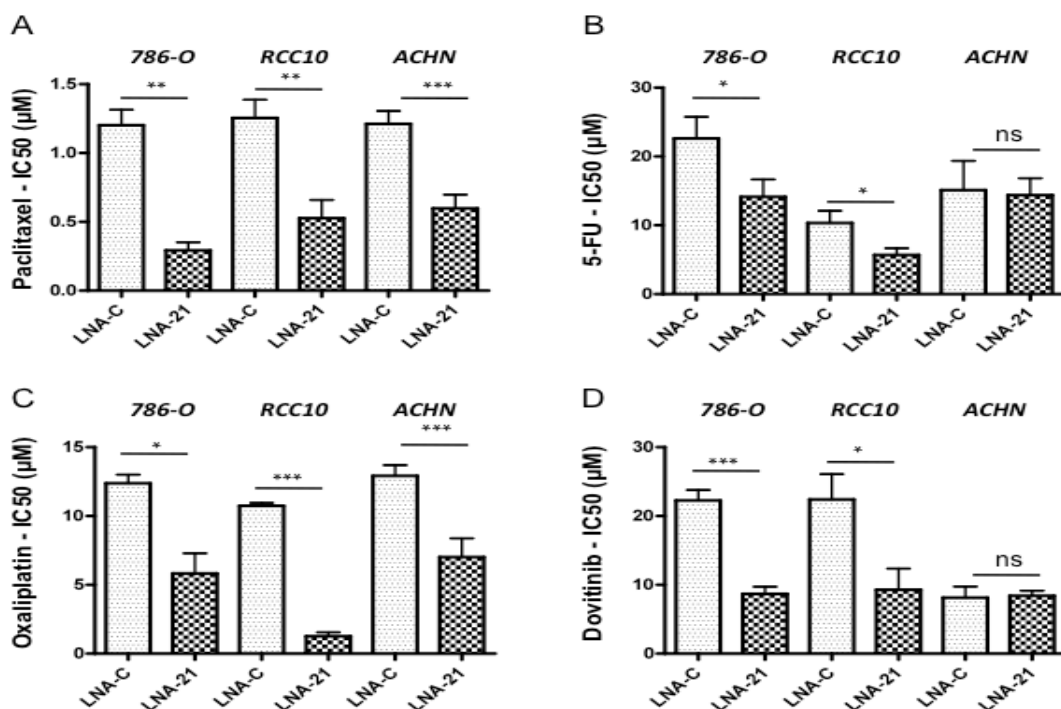 A
786-O RCC10 ACHN
** ** ***
Paclitaxel - IC50 (µM)
1.5
1.0
0.5
0.0
LNA-C LNA-21 LNA-C LNA-21 LNA-C LNA-21
B
786-O RCC10 ACHN
* * ns
5-FU - IC50 (µM)
30
20
10
0
LNA-C LNA-21 LNA-C LNA-21 LNA-C LNA-21
C
786-O RCC10 ACHN
* *** ***
Oxaliplatin - IC50 (µM)
15
10
5
0
LNA-C LNA-21 LNA-C LNA-21 LNA-C LNA-21
D
786-O RCC10 ACHN
*** * ns
Dovitinib - IC50 (µM)
30
20
10
0
LNA-C LNA-21 LNA-C LNA-21 LNA-C LNA-21